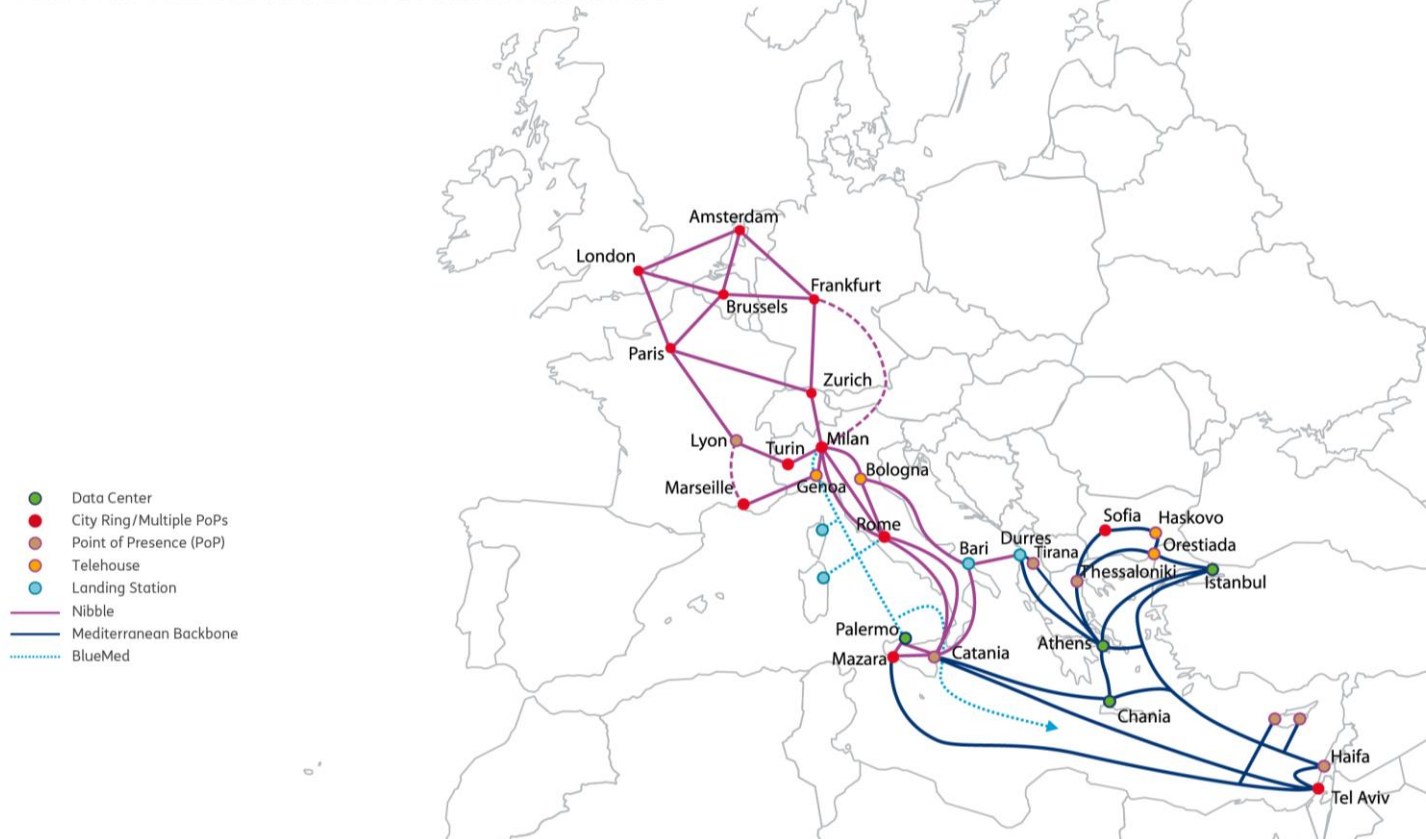 Amsterdam
London
Frankfurt
Brussels
Paris
Zurich
Lyon
Turin
Milan
Bologna
Genoa
Marseille
Rome
Sofia
Haskovo
Bari
Durres
Orestiada
Tirana
Thessaloniki
Istanbul
Palermo
Athens
Mazara
Catania
Chania
Haifa
Tel Aviv
Data Center
City Ring/Multiple PoPs
Point of Presence (PoP)
Telehouse
Landing Station
Nibble
Mediterranean Backbone
BlueMed